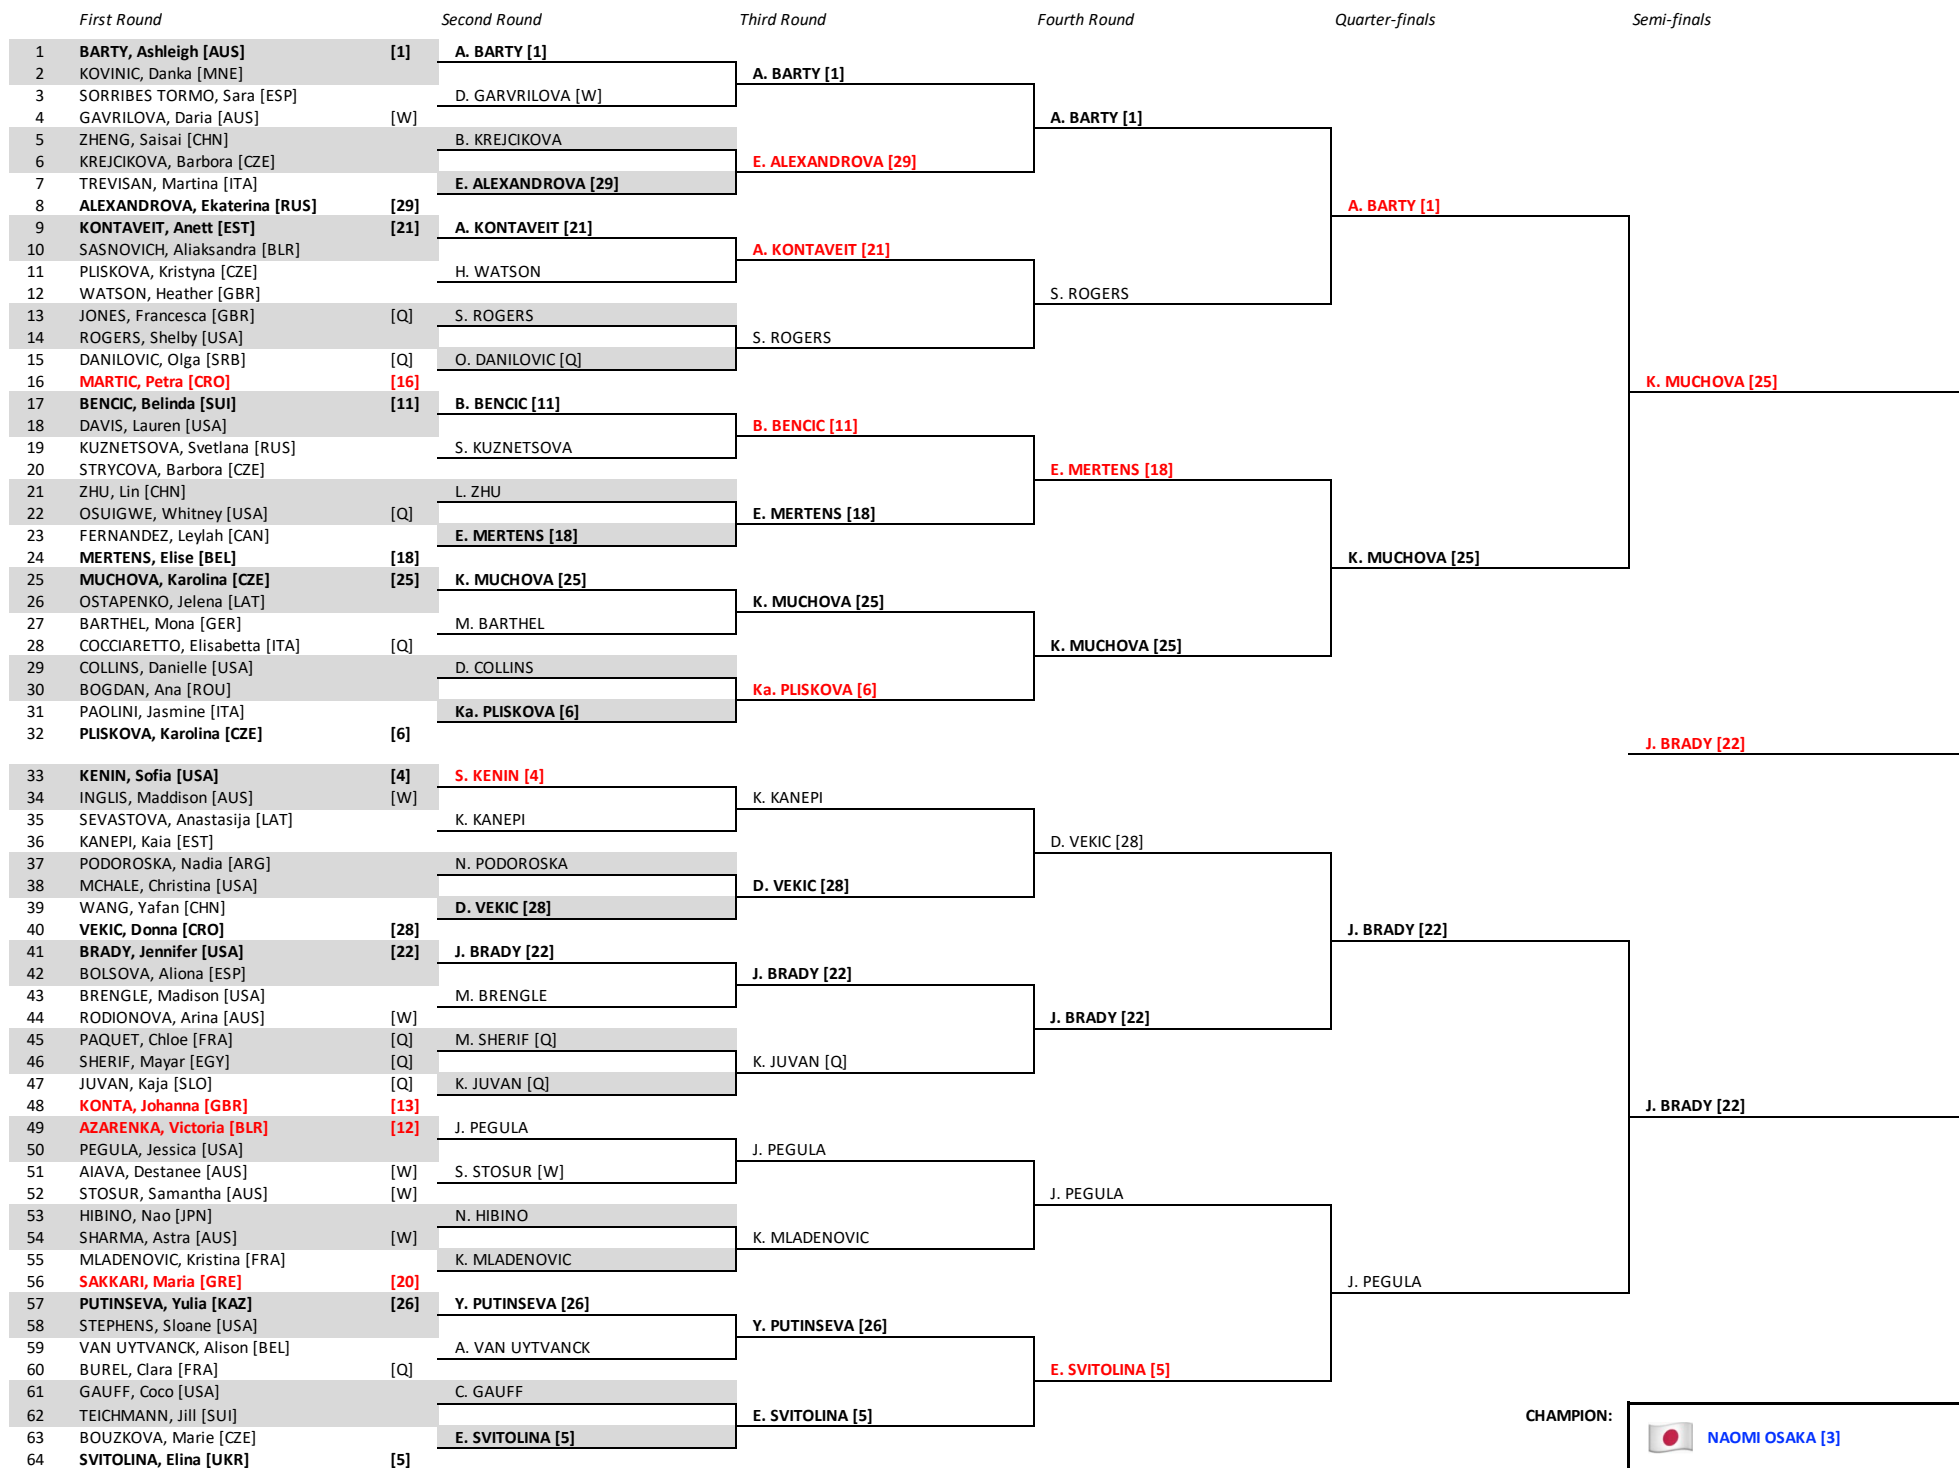 First Round Second Round Third Round Fourth Round Quarter-finals Semi-finals
1 BARTY, Ashleigh [AUS] [1] A. BARTY [1]
2 KOVINIC, Danka [MNE] A. BARTY [1]
3 SORRIBES TORMO, Sara [ESP] D. GARVRILOVA [W]
4 GAVRILOVA, Daria [AUS] [W] A. BARTY [1]
5 ZHENG, Saisai [CHN] B. KREJCIKOVA
6 KREJCIKOVA, Barbora [CZE] E. ALEXANDROVA [29]
7 TREVISAN, Martina [ITA] E. ALEXANDROVA [29]
8 ALEXANDROVA, Ekaterina [RUS] [29] A. BARTY [1]
9 KONTAVEIT, Anett [EST] [21] A. KONTAVEIT [21]
10 SASNOVICH, Aliaksandra [BLR] A. KONTAVEIT [21]
11 PLISKOVA, Kristyna [CZE] H. WATSON
12 WATSON, Heather [GBR] S. ROGERS
13 JONES, Francesca [GBR] [Q] S. ROGERS
14 ROGERS, Shelby [USA] S. ROGERS
15 DANILOVIC, Olga [SRB] [Q] O. DANILOVIC [Q]
16 MARTIC, Petra [CRO] [16] K. MUCHOVA [25]
17 BENCIC, Belinda [SUI] [11] B. BENCIC [11]
18 DAVIS, Lauren [USA] B. BENCIC [11]
19 KUZNETSOVA, Svetlana [RUS] S. KUZNETSOVA
20 STRYCOVA, Barbora [CZE] E. MERTENS [18]
21 ZHU, Lin [CHN] L. ZHU
22 OSUIGWE, Whitney [USA] [Q] E. MERTENS [18]
23 FERNANDEZ, Leylah [CAN] E. MERTENS [18]
24 MERTENS, Elise [BEL] [18] K. MUCHOVA [25]
25 MUCHOVA, Karolina [CZE] [25] K. MUCHOVA [25]
26 OSTAPENKO, Jelena [LAT] K. MUCHOVA [25]
27 BARTHEL, Mona [GER] M. BARTHEL
28 COCCIARETTO, Elisabetta [ITA] [Q] K. MUCHOVA [25]
29 COLLINS, Danielle [USA] D. COLLINS
30 BOGDAN, Ana [ROU] Ka. PLISKOVA [6]
31 PAOLINI, Jasmine [ITA] Ka. PLISKOVA [6]
32 PLISKOVA, Karolina [CZE] [6]
J. BRADY [22]
33 KENIN, Sofia [USA] [4] S. KENIN [4]
34 INGLIS, Maddison [AUS] [W] K. KANEPI
35 SEVASTOVA, Anastasija [LAT] K. KANEPI
36 KANEPI, Kaia [EST] D. VEKIC [28]
37 PODOROSKA, Nadia [ARG] N. PODOROSKA
38 MCHALE, Christina [USA] D. VEKIC [28]
39 WANG, Yafan [CHN] D. VEKIC [28]
40 VEKIC, Donna [CRO] [28] J. BRADY [22]
41 BRADY, Jennifer [USA] [22] J. BRADY [22]
42 BOLSOVA, Aliona [ESP] J. BRADY [22]
43 BRENGLE, Madison [USA] M. BRENGLE
44 RODIONOVA, Arina [AUS] [W] J. BRADY [22]
45 PAQUET, Chloe [FRA] [Q] M. SHERIF [Q]
46 SHERIF, Mayar [EGY] [Q] K. JUVAN [Q]
47 JUVAN, Kaja [SLO] [Q] K. JUVAN [Q]
48 KONTA, Johanna [GBR] [13] J. BRADY [22]
49 AZARENKA, Victoria [BLR] [12] J. PEGULA
50 PEGULA, Jessica [USA] J. PEGULA
51 AIAVA, Destanee [AUS] [W] S. STOSUR [W]
52 STOSUR, Samantha [AUS] [W] J. PEGULA
53 HIBINO, Nao [JPN] N. HIBINO
54 SHARMA, Astra [AUS] [W] K. MLADENOVIC
55 MLADENOVIC, Kristina [FRA] K. MLADENOVIC
56 SAKKARI, Maria [GRE] [20] J. PEGULA
57 PUTINSEVA, Yulia [KAZ] [26] Y. PUTINSEVA [26]
58 STEPHENS, Sloane [USA] Y. PUTINSEVA [26]
59 VAN UYTVANCK, Alison [BEL] A. VAN UYTVANCK
60 BUREL, Clara [FRA] [Q] E. SVITOLINA [5]
61 GAUFF, Coco [USA] C. GAUFF
62 TEICHMANN, Jill [SUI] E. SVITOLINA [5] CHAMPION:
63 BOUZKOVA, Marie [CZE] E. SVITOLINA [5] NAOMI OSAKA [3]
64 SVITOLINA, Elina [UKR] [5]